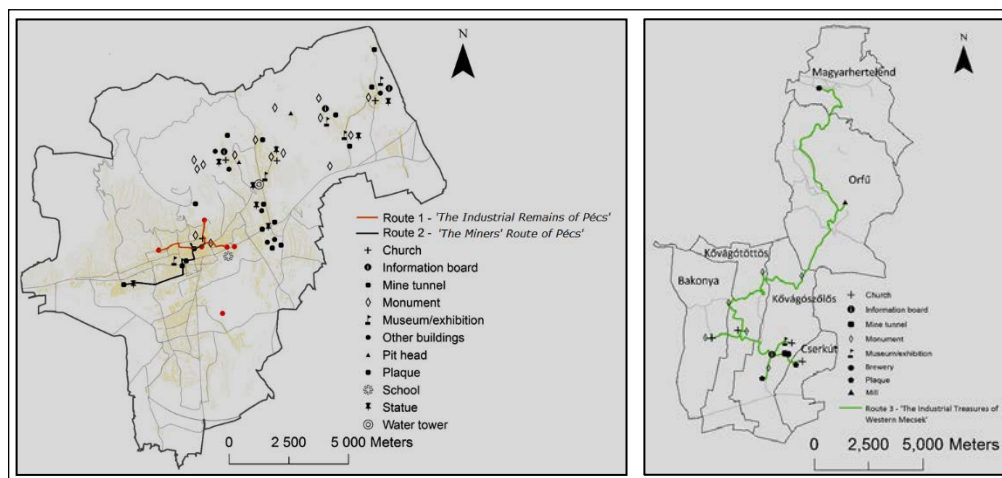 N
Route 1 - 'The Industrial Remains of Pécs'
Route 2 - 'The Miners' Route of Pécs'
Church
Information board
Mine tunnel
Monument
Museum/exhibition
Other buildings
Pit head
Plaque
School
Statue
Water tower
0 2 500 5 000 Meters
N
Magyarhertelend
Orfű
Kővágótöttös
Bakonya
Kővágószőlős
Cserkút
Church
Information board
Mine tunnel
Monument
Museum/exhibition
Brewery
Plaque
Mill
Route 3 - 'The Industrial Treasures of
Western Mecsek'
0 2,500 5,000 Meters